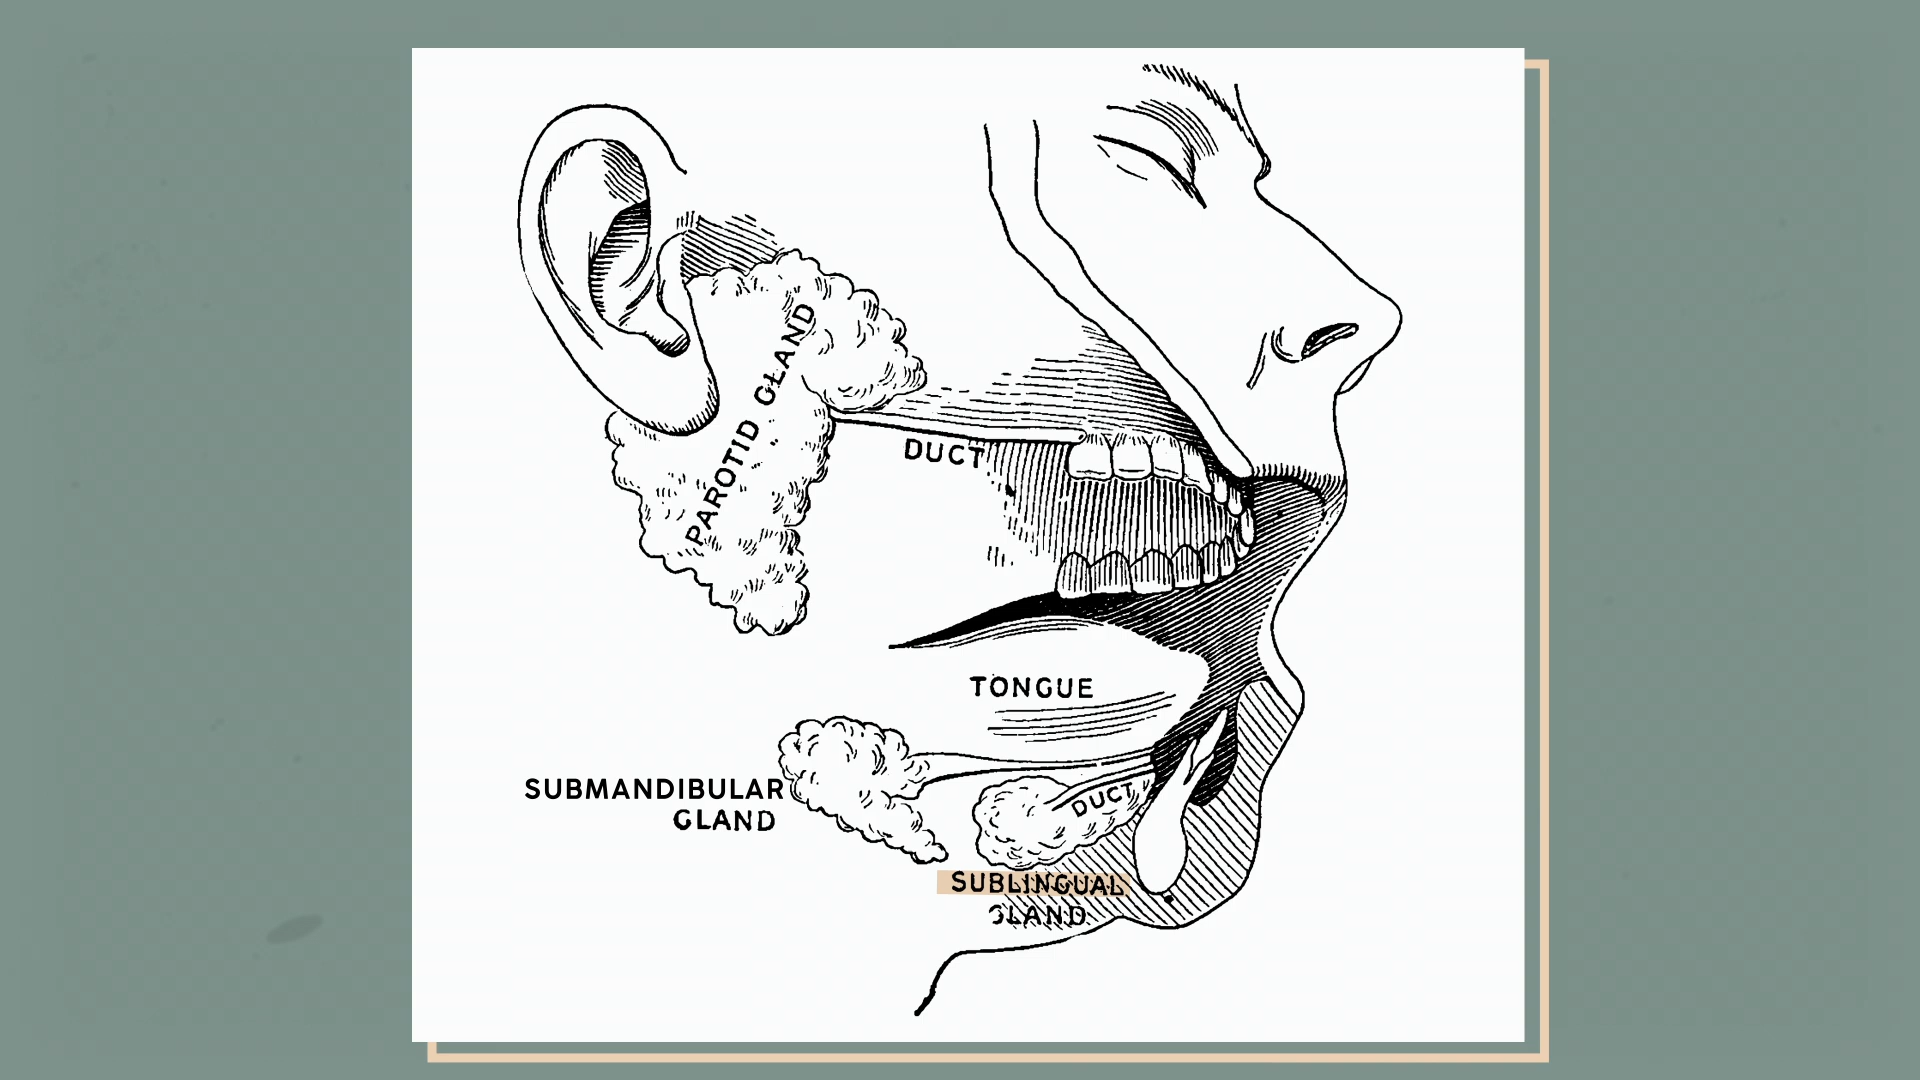 PAROTID GLAND
DUCT
TONGUE
SUBMANDIBULAR
GLAND
DUCT
SUBLINGUAL
GLAND